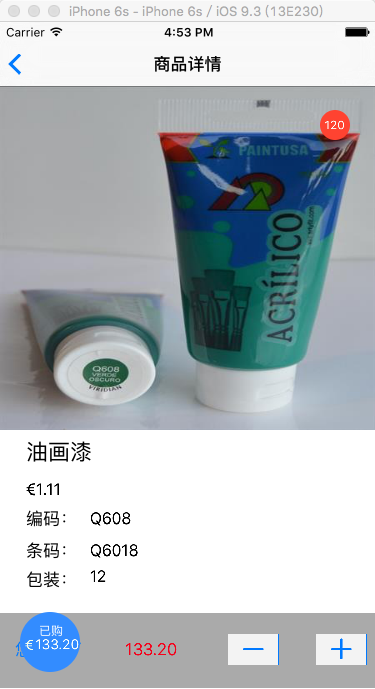 iPhone 6s - iPhone 6s / iOS 9.3 (13E230)
Carrier 4:53 PM
商品详情
120
PAINTUSA
ACRÍLICO
Q608
VERDE
OSCURO
VIRIDIAN
油画漆
€1.11
编码： Q608
条码： Q6018
包装： 12
已购
€133.20
133.20